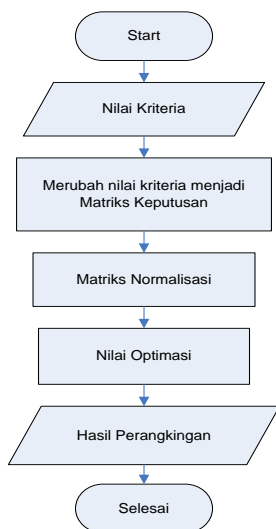 Start
Nilai Kriteria
Merubah nilai kriteria menjadi
Matriks Keputusan
Matriks Normalisasi
Nilai Optimasi
Hasil Perangkingan
Selesai